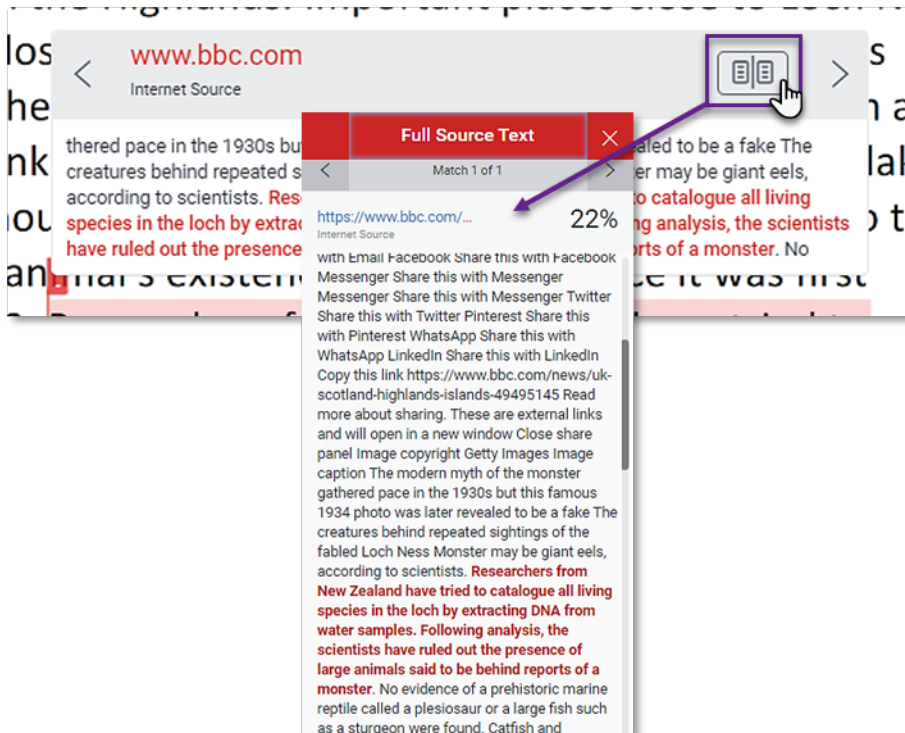 www.bbc.com
Internet Source
thered pace in the 1930s bu
aled to be a fake The
creatures behind repeated s
er may be giant eels,
according to scientists. Res
to catalogue all living
species in the loch by extrac
ng analysis, the scientists
have ruled out the presence
orts of a monster. No
Full Source Text
Match 1 of 1
https://www.bbc.com/...
22%
Internet Source
with Email Facebook Share this with Facebook
Messenger Share this with Messenger
Messenger Share this with Messenger Twitter
Share this with Twitter Pinterest Share this
with Pinterest WhatsApp Share this with
WhatsApp LinkedIn Share this with LinkedIn
Copy this link https://www.bbc.com/news/uk-
scotland-highlands-islands-49495145 Read
more about sharing. These are external links
and will open in a new window Close share
panel Image copyright Getty Images Image
caption The modern myth of the monster
gathered pace in the 1930s but this famous
1934 photo was later revealed to be a fake The
creatures behind repeated sightings of the
fabled Loch Ness Monster may be giant eels,
according to scientists. Researchers from
New Zealand have tried to catalogue all living
species in the loch by extracting DNA from
water samples. Following analysis, the
scientists have ruled out the presence of
large animals said to be behind reports of a
monster. No evidence of a prehistoric marine
reptile called a plesiosaur or a large fish such
as a sturgeon were found. Catfish and